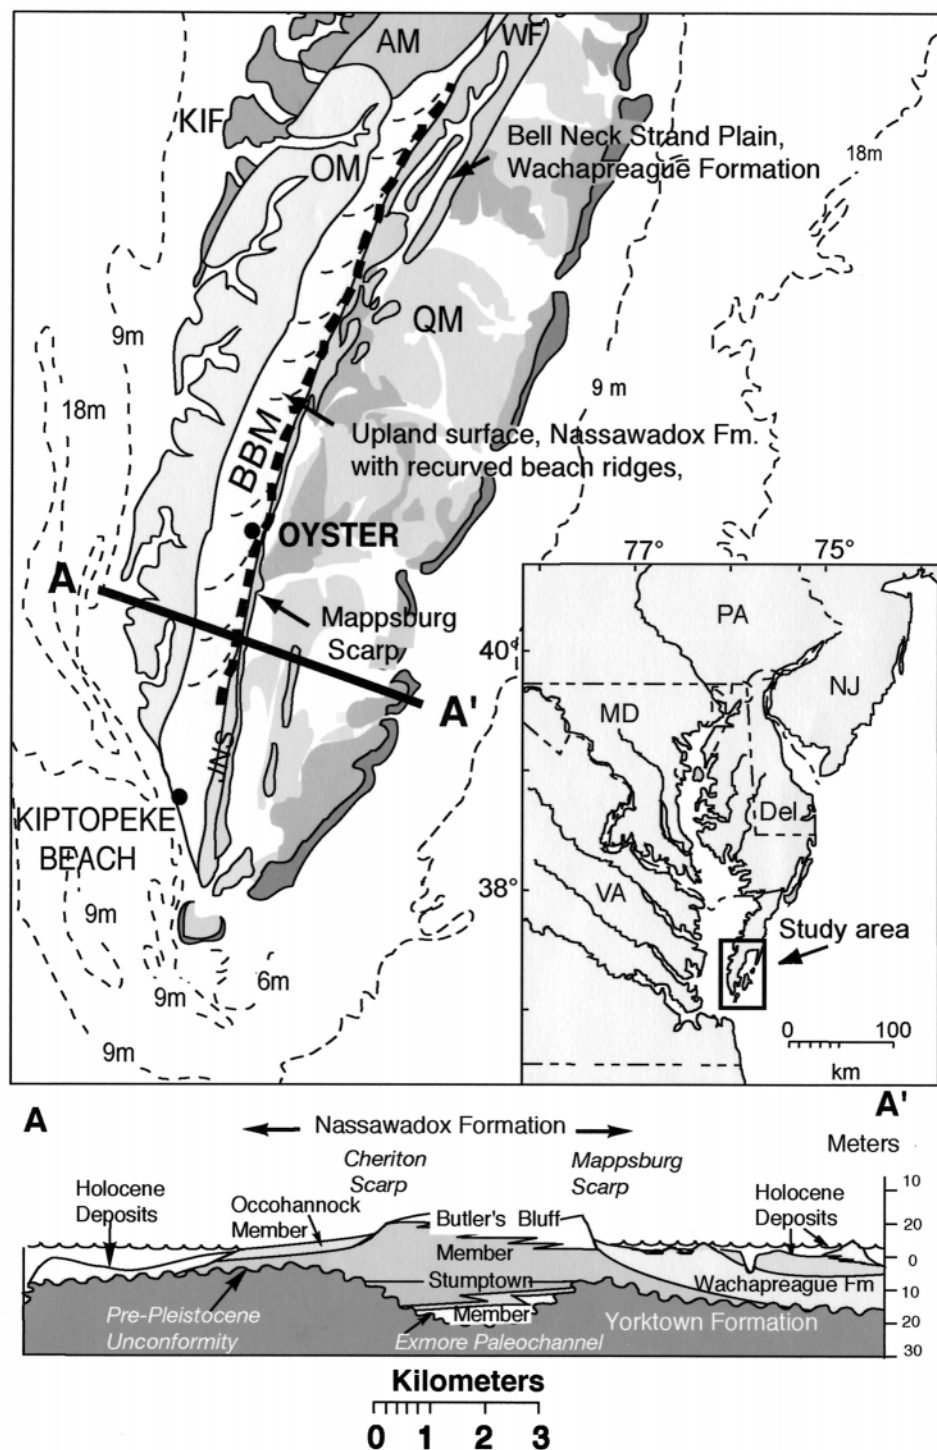 AM
WF
KIF
OM
Bell Neck Strand Plain,
Wachapreague Formation
18m
9m
QM
18m
9 m
BBM
Upland surface, Nassawadox Fm.
with recurved beach ridges,
OYSTER
A
Mappsburg
Scarp
A'
KIPTOPEKE
BEACH
9m
6m
9m
9m
77°
75°
40°
PA
NJ
MD
Del
38°
VA
Study area
0 100
km
A
A'
Nassawadox Formation
Meters
Cheriton
Scarp
Mappsburg
Scarp
Holocene
Deposits
Occohannock
Member
Butler's Bluff
Member
Holocene
Deposits
10
20
0
10
20
30
Stumptown
Member
Wachapreague Fm
Pre-Pleistocene
Unconformity
Exmore Paleochannel
Yorktown Formation
Kilometers
0 1 2 3